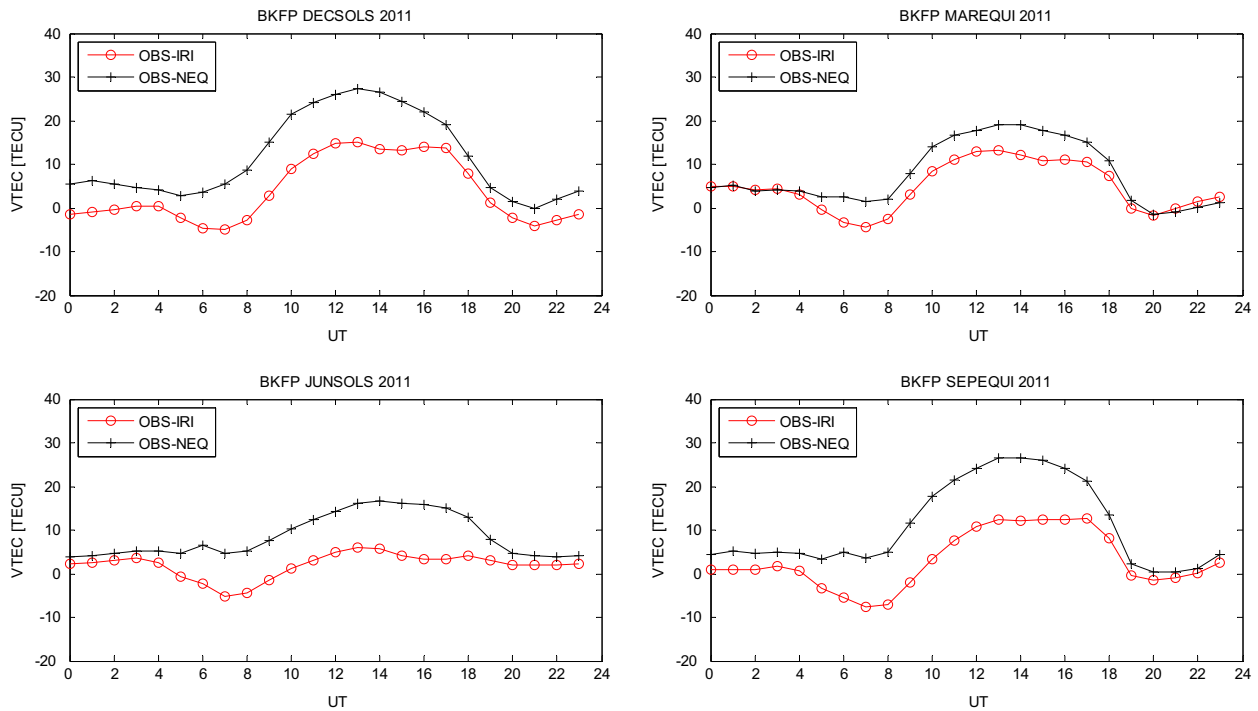 BKFP DECSOLS 2011
40
30
20
10
0
-10
-20
VTEC [TECU]
OBS-IRI
OBS-NEQ
0 2 4 6 8 10 12 14 16 18 20 22 24
UT
BKFP MAREQUI 2011
40
30
20
10
0
-10
-20
VTEC [TECU]
OBS-IRI
OBS-NEQ
0 2 4 6 8 10 12 14 16 18 20 22 24
UT
BKFP JUNSOLS 2011
40
30
20
10
0
-10
-20
VTEC [TECU]
OBS-IRI
OBS-NEQ
0 2 4 6 8 10 12 14 16 18 20 22 24
UT
BKFP SEPEQUI 2011
40
30
20
10
0
-10
-20
VTEC [TECU]
OBS-IRI
OBS-NEQ
0 2 4 6 8 10 12 14 16 18 20 22 24
UT